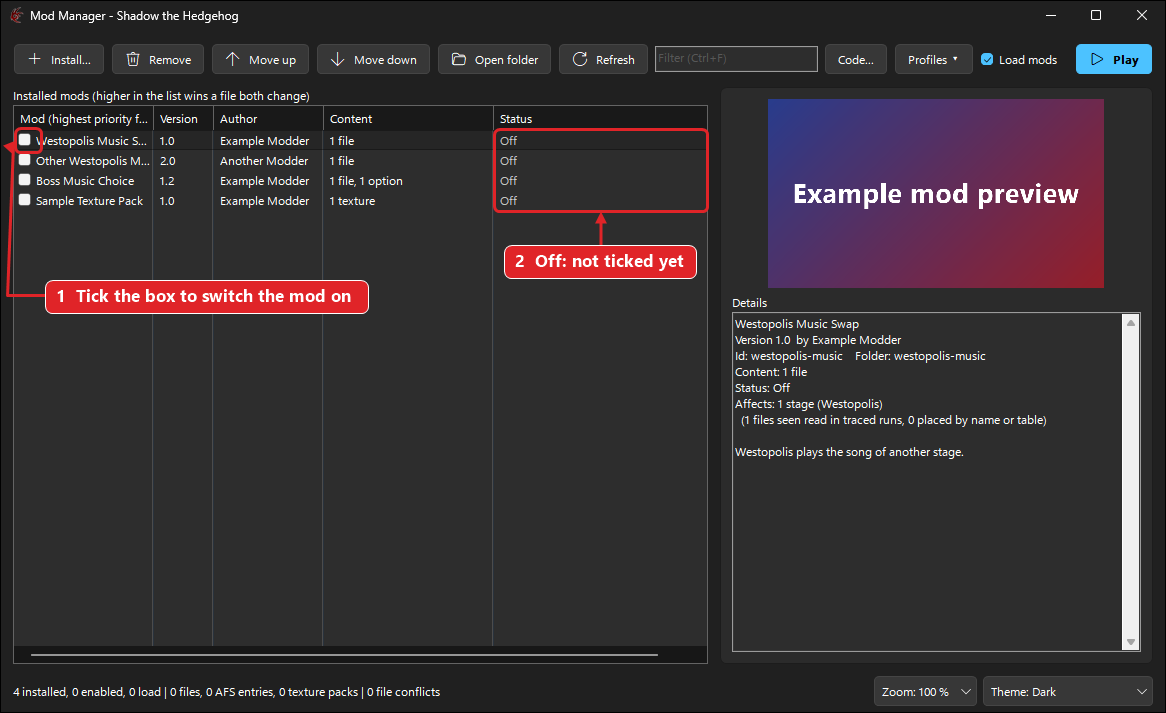 Mod Manager - Shadow the Hedgehog
Install... Remove Move up Move down Open folder Refresh Filter (Ctrl+F) Code... Profiles Load mods Play
Installed mods (higher in the list wins a file both change)
Mod (highest priority f... Version Author Content Status
Westopolis Music S... 1.0 Example Modder 1 file Off
Other Westopolis M... 2.0 Another Modder 1 file Off
Boss Music Choice 1.2 Example Modder 1 file, 1 option Off
Sample Texture Pack 1.0 Example Modder 1 texture Off
2 Off: not ticked yet
1 Tick the box to switch the mod on
Example mod preview
Details
Westopolis Music Swap
Version 1.0 by Example Modder
Id: westopolis-music Folder: westopolis-music
Content: 1 file
Status: Off
Affects: 1 stage (Westopolis)
(1 files seen read in traced runs, 0 placed by name or table)
Westopolis plays the song of another stage.
4 installed, 0 enabled, 0 load | 0 files, 0 AFS entries, 0 texture packs | 0 file conflicts
Zoom: 100 % Theme: Dark